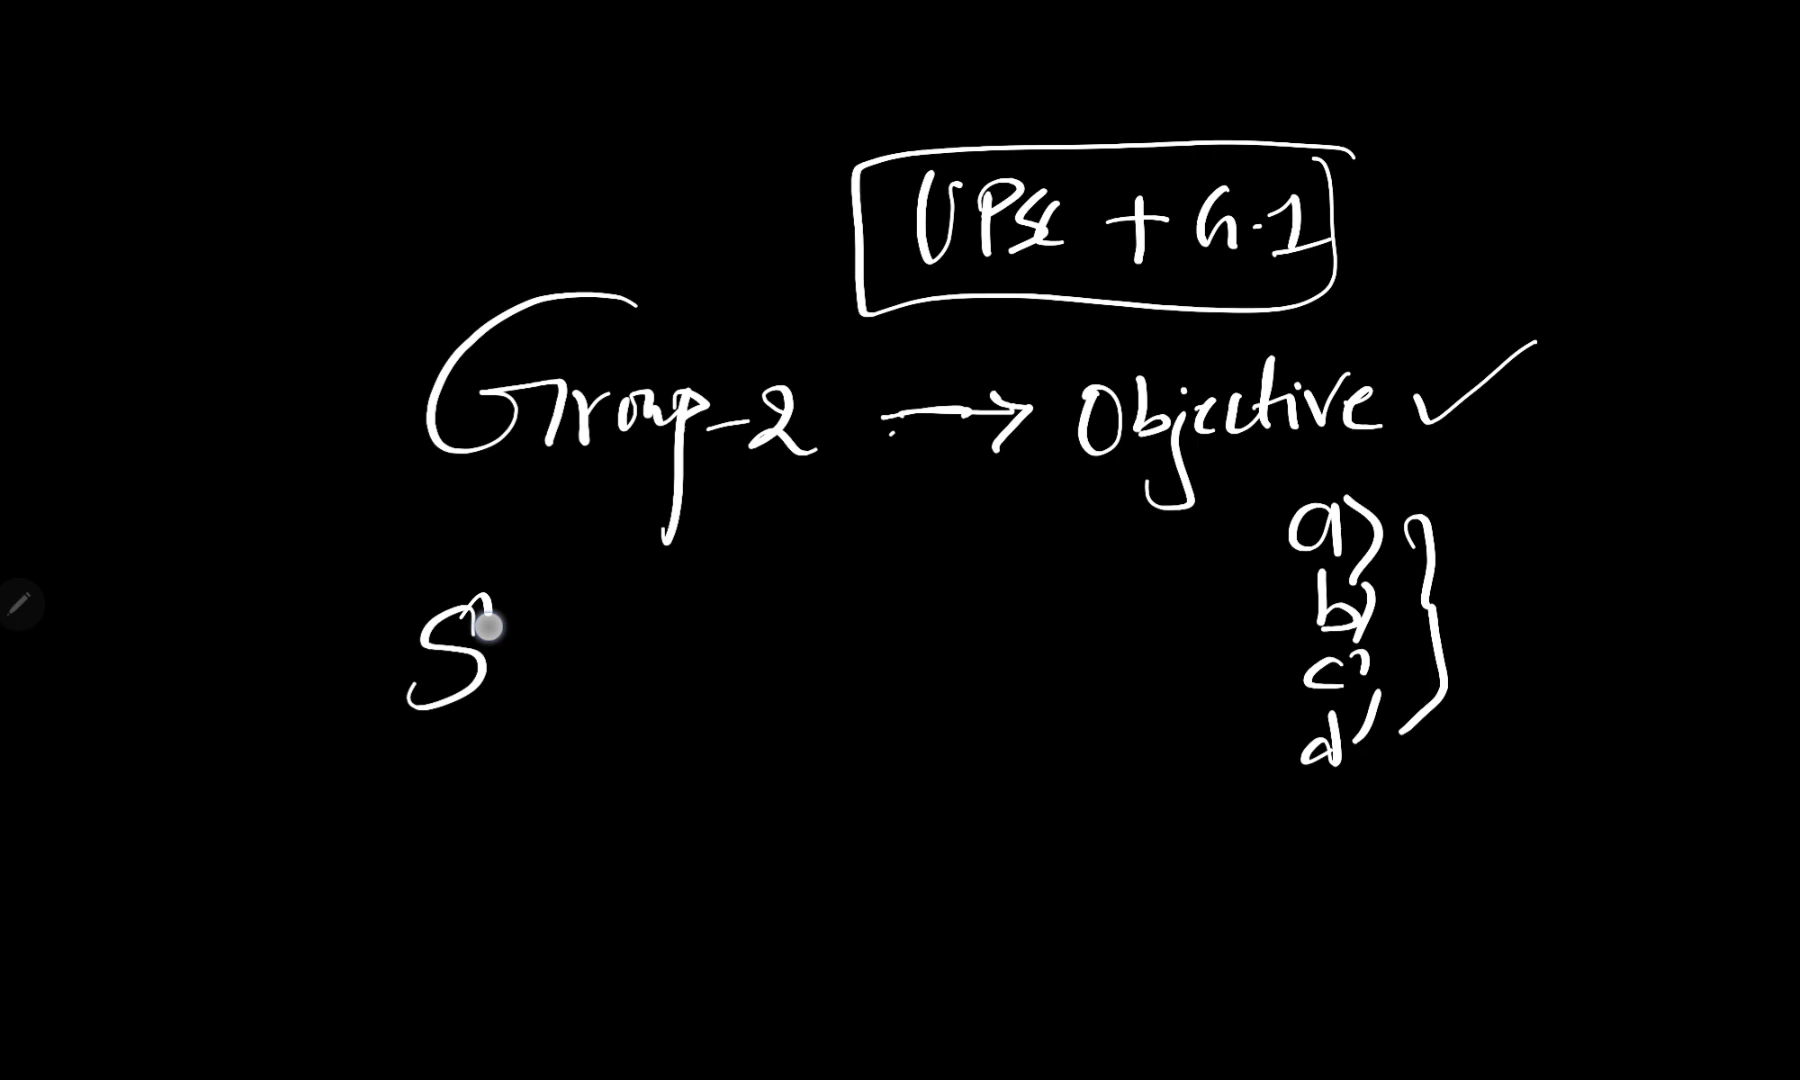 UPSC + G.1
Group-2 → Objective ✓
a)
b)
c)
d)
S